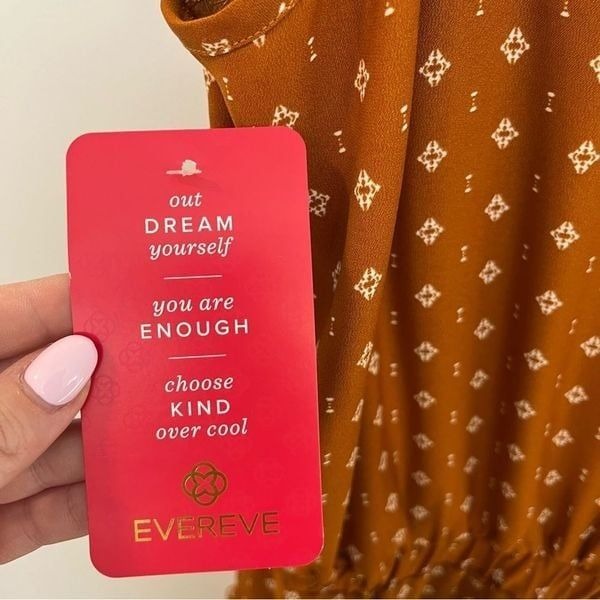 out
DREAM
yourself
you are
ENOUGH
choose
KIND
over cool
EVEREVE